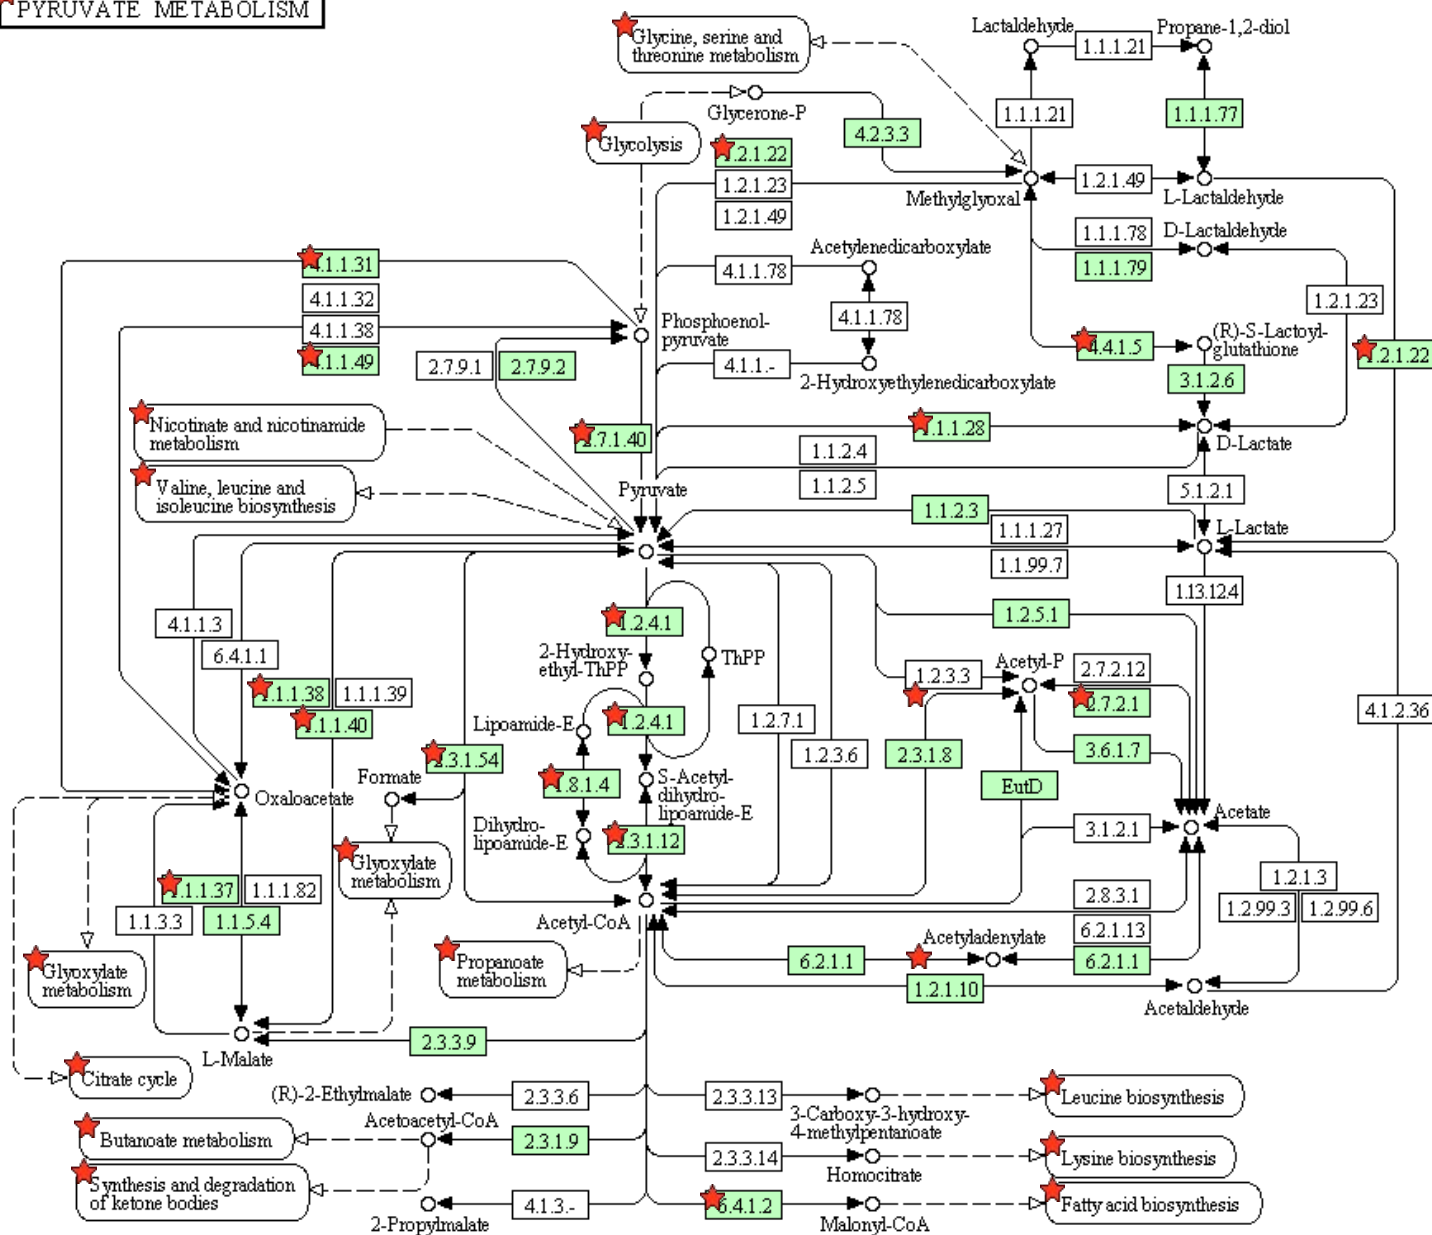 PYRUVATE METABOLISM
Glycine, serine and
threonine metabolism
Lactaldehyde
1.1.1.21
Propane-1,2-diol
Glycerone-P
1.1.1.21
1.1.1.77
4.2.3.3
Glycolysis
1.2.1.22
1.2.1.23
1.2.1.49
Methylglyoxal
1.2.1.49
L-Lactaldehyde
1.1.1.78
D-Lactaldehyde
1.1.1.79
Acetylenedicarboxylate
4.1.1.78
4.1.1.78
4.1.1.-
2-Hydroxyethylenedicarboxylate
1.2.1.23
4.1.1.31
4.1.1.32
4.1.1.38
4.1.1.49
Phosphoenol-
pyruvate
2.7.9.1
2.7.9.2
4.4.1.5
(R)-S-Lactoyl-
glutathione
1.2.1.22
3.1.2.6
Nicotinate and nicotinamide
metabolism
2.7.1.40
1.1.1.28
D-Lactate
1.1.2.4
1.1.2.5
Valine, leucine and
isoleucine biosynthesis
Pyruvate
5.1.2.1
1.1.2.3
1.1.1.27
1.1.99.7
L-Lactate
1.13.12.4
4.1.1.3
6.4.1.1
1.2.4.1
1.2.5.1
2-Hydroxy-
ethyl-ThPP
ThPP
1.2.3.3
Acetyl-P
2.7.2.12
2.7.2.1
1.1.1.38
1.1.1.39
1.1.1.40
Lipoamide-E
1.2.4.1
1.2.7.1
1.2.3.6
2.3.1.8
3.6.1.7
4.1.2.36
2.3.1.54
Formate
1.8.1.4
S-Acetyl-
dihydro-
lipoamide-E
EutD
Oxaloacetate
Dihydro-
lipoamide-E
2.3.1.12
3.1.2.1
Acetate
Glyoxylate
metabolism
1.1.1.37
1.1.1.82
1.1.3.3
1.1.5.4
Acetyl-CoA
2.8.3.1
6.2.1.13
6.2.1.1
1.2.1.3
1.2.99.3
1.2.99.6
Glyoxylate
metabolism
Propanoate
metabolism
6.2.1.1
Acetyladenylate
1.2.1.10
Acetaldehyde
L-Malate
2.3.3.9
Citrate cycle
(R)-2-Ethylmalate
2.3.3.6
2.3.3.13
3-Carboxy-3-hydroxy-
4-methylpentanoate
Leucine biosynthesis
Butanoate metabolism
Acetoacetyl-CoA
2.3.1.9
2.3.3.14
Homocitrate
Lysine biosynthesis
Synthesis and degradation
of ketone bodies
2-Propylmalate
4.1.3.-
6.4.1.2
Malonyl-CoA
Fatty acid biosynthesis